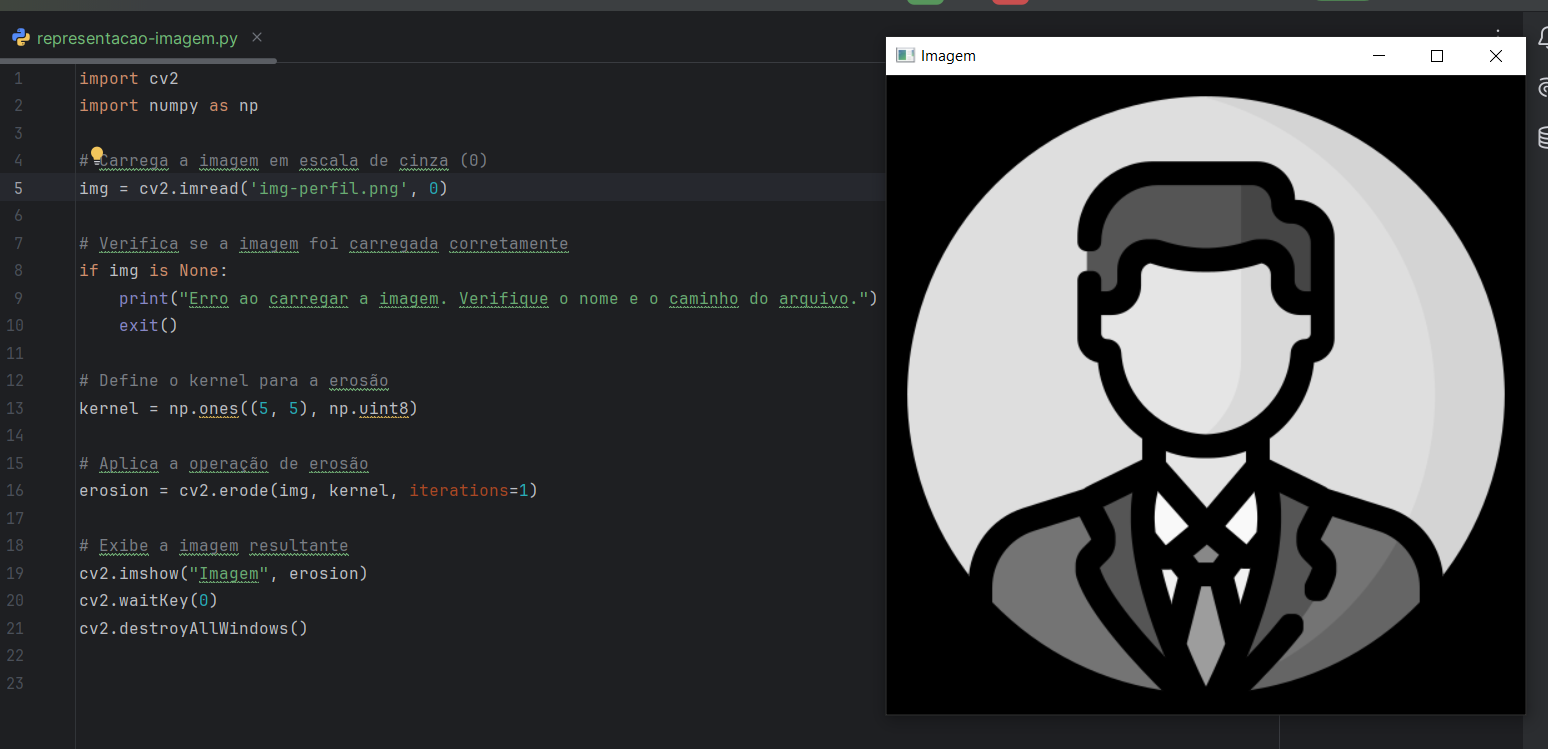 representacao-imagem.py
1 import cv2
2 import numpy as np
3
4 # Carrega a imagem em escala de cinza (0)
5 img = cv2.imread('img-perfil.png', 0)
6
7 # Verifica se a imagem foi carregada corretamente
8 if img is None:
9     print("Erro ao carregar a imagem. Verifique o nome e o caminho do arquivo.")
10     exit()
11
12 # Define o kernel para a erosão
13 kernel = np.ones((5, 5), np.uint8)
14
15 # Aplica a operação de erosão
16 erosion = cv2.erode(img, kernel, iterations=1)
17
18 # Exibe a imagem resultante
19 cv2.imshow("Imagem", erosion)
20 cv2.waitKey(0)
21 cv2.destroyAllWindows()
22
23
Imagem